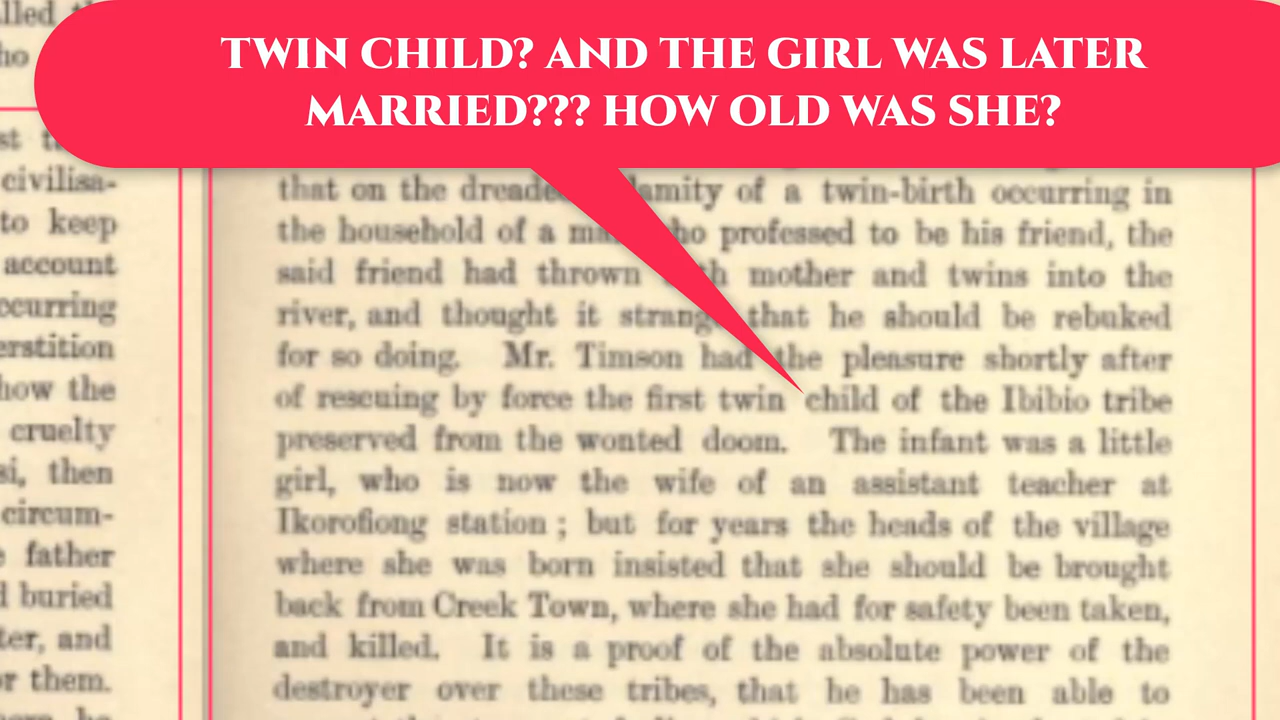 TWIN CHILD? AND THE GIRL WAS LATER
MARRIED??? HOW OLD WAS SHE?
lled
ho
st
civilisa-
to keep
account
ccurring
erstition
how the
cruelty
si, then
circum-
father
d buried
ter, and
or them.
that on the of a twin-birth occurring in
the household of a professed to be his friend, the
said friend had thrown mother and twins into the
river, and thought it that he should be rebuked
for so doing. Mr. Timson had the pleasure shortly after
of rescuing by force the first twin child of the Ibibio tribe
preserved from the wonted doom. The infant was a little
girl, who is now the wife of an assistant teacher at
Ikorofiong station ; but for years the heads of the village
where she was born insisted that she should be brought
back from Creek Town, where she had for safety been taken,
and killed. It is a proof of the absolute power of the
destroyer over these tribes, that he has been able to